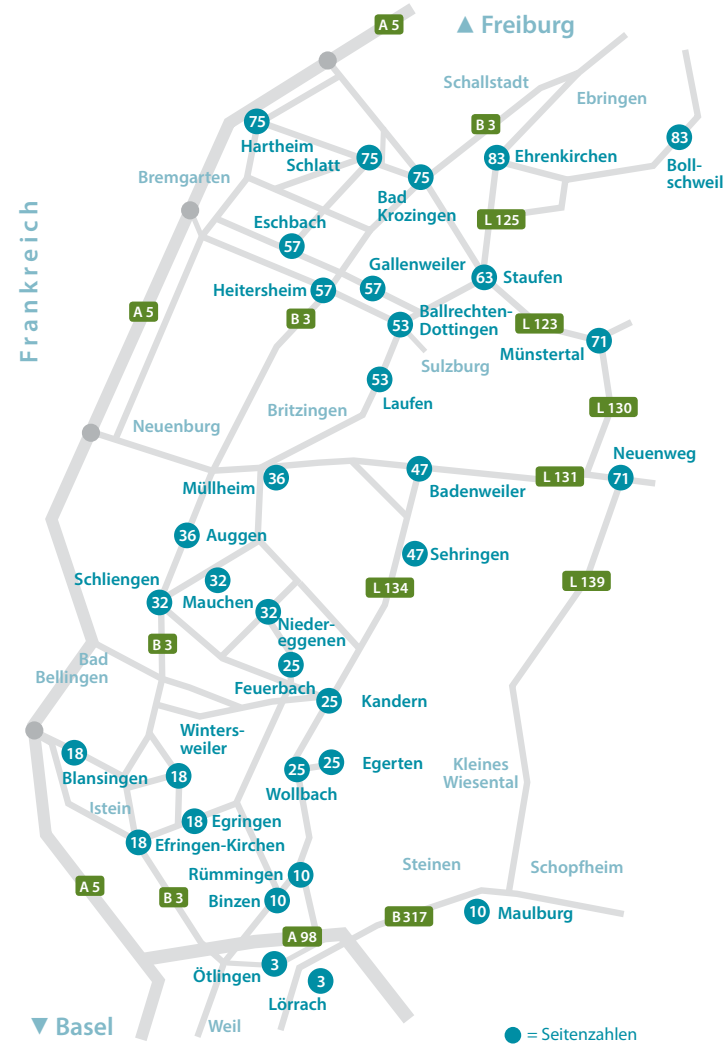 A 5
▲ Freiburg
Schallstadt
Ebringen
B 3
75
Hartheim
Schlatt
75
75
Bad
Krozingen
83
Ehrenkirchen
83
Boll-
schweil
Bremgarten
L 125
Frankreich
Eschbach
57
Gallenweiler
57
63
Staufen
Heitersheim
57
A 5
B 3
53
Ballrechten-
Dottingen
L 123
Münstertal
71
Sulzburg
53
Laufen
Britzingen
Neuenburg
L 130
Neuenweg
71
Müllheim
36
47
Badenweiler
L 131
36
Auggen
47
Sehringen
Schliengen
32
32
Mauchen
32
Nieder-
eggenen
L 134
L 139
B 3
Bad
Bellingen
25
Feuerbach
25
Kandern
Winters-
weiler
18
Blansingen
18
25
Wollbach
25
Egerten
Kleines
Wiesental
Istein
18
Egringen
18
Efringen-Kirchen
Rümmingen
10
Binzen
10
Steinen
Schopfheim
A 5
B 3
B 317
10
Maulburg
A 98
Ötlingen
3
3
Lörrach
▼ Basel
Weil
= Seitenzahlen